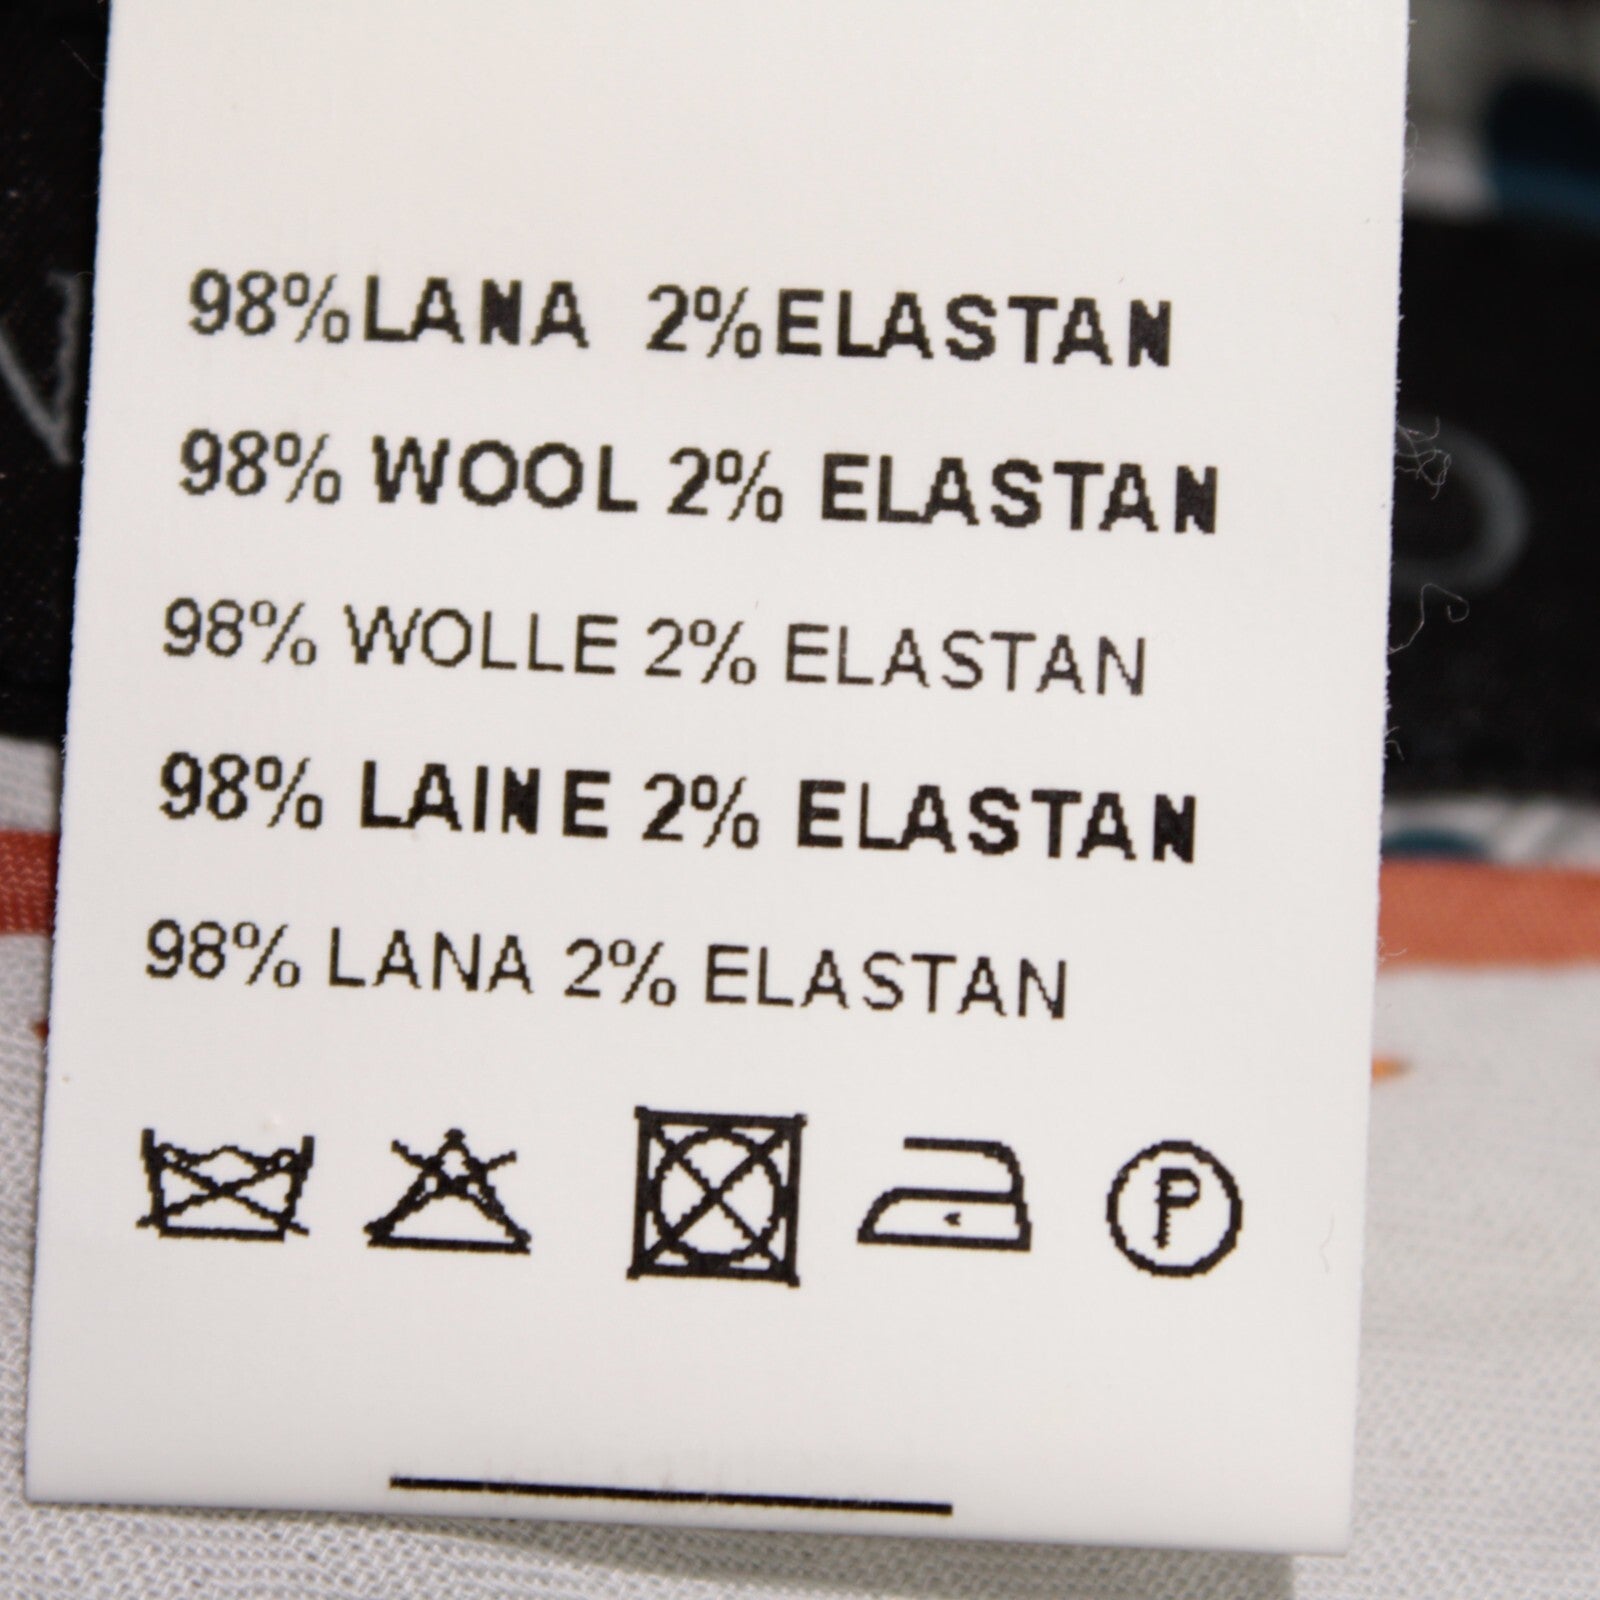 98%LANA 2%ELASTAN
98% WOOL 2% ELASTAN
98% WOLLE 2% ELASTAN
98% LAINE 2% ELASTAN
98% LANA 2% ELASTAN
P